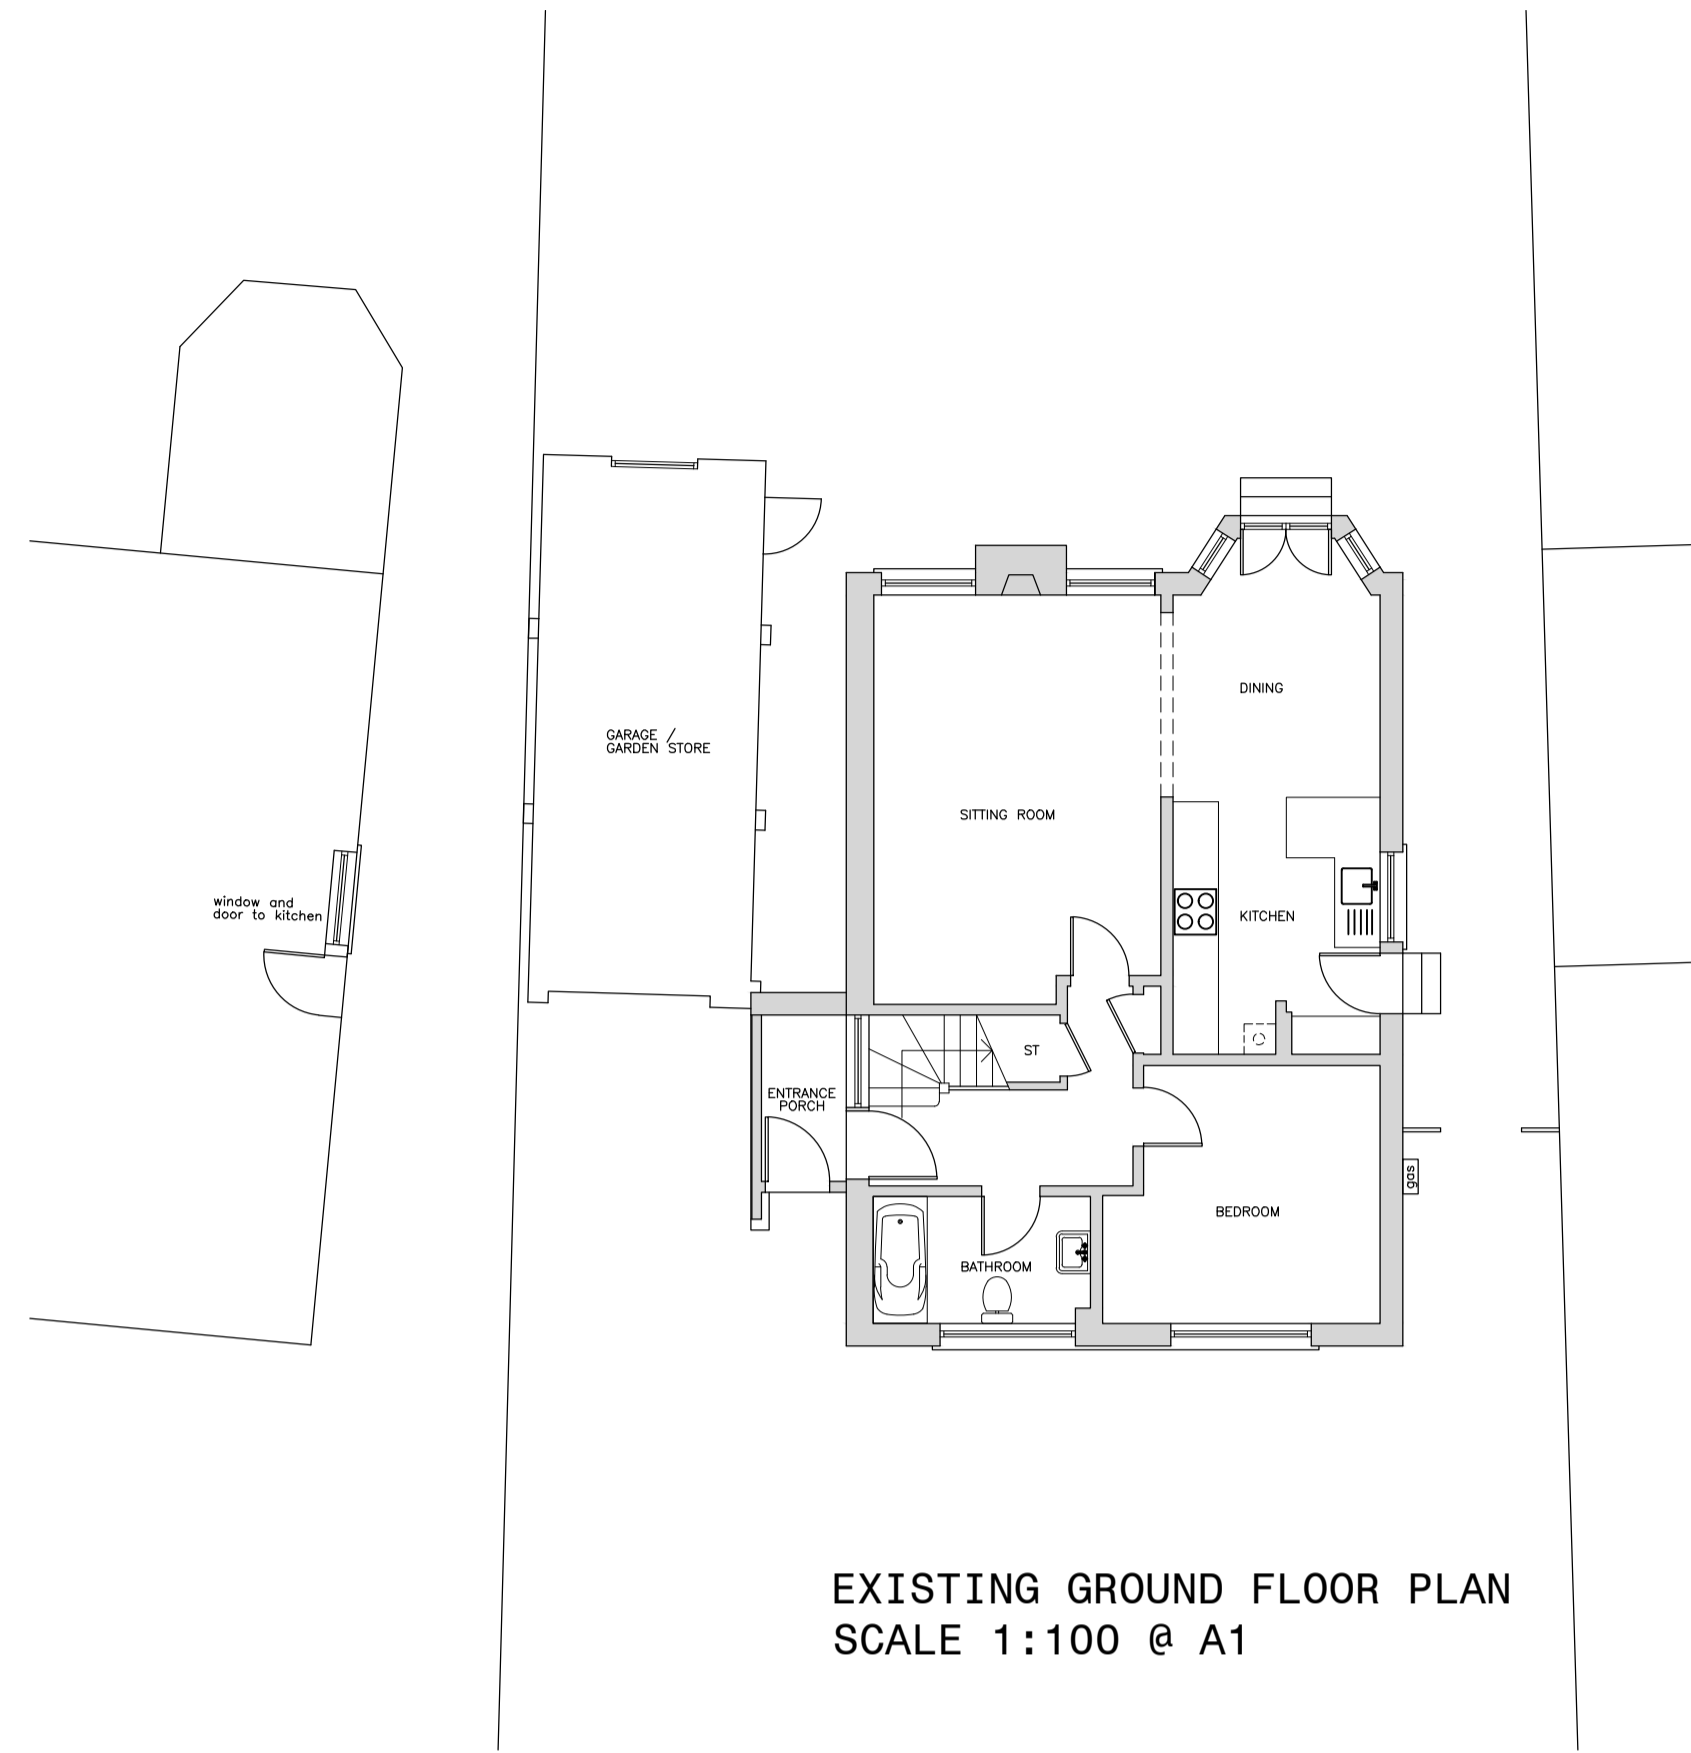 DINING
GARAGE /
GARDEN STORE
SITTING ROOM
window and
door to kitchen
KITCHEN
ST
ENTRANCE
PORCH
gas
BEDROOM
BATHROOM
EXISTING GROUND FLOOR PLAN
SCALE 1:100 @ A1